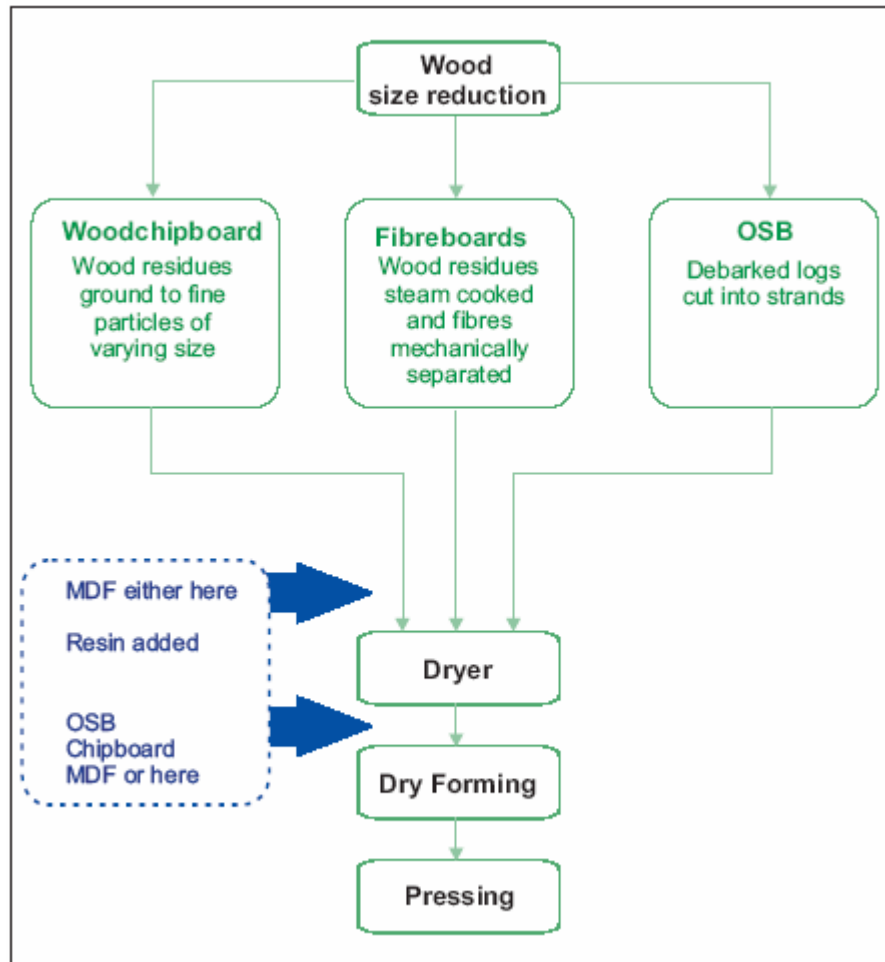 Wood
size reduction
Woodchipboard
Wood residues
ground to fine
particles of
varying size
Fibreboards
Wood residues
steam cooked
and fibres
mechanically
separated
OSB
Debarked logs
cut into strands
MDF either here
Resin added
OSB
Chipboard
MDF or here
Dryer
Dry Forming
Pressing